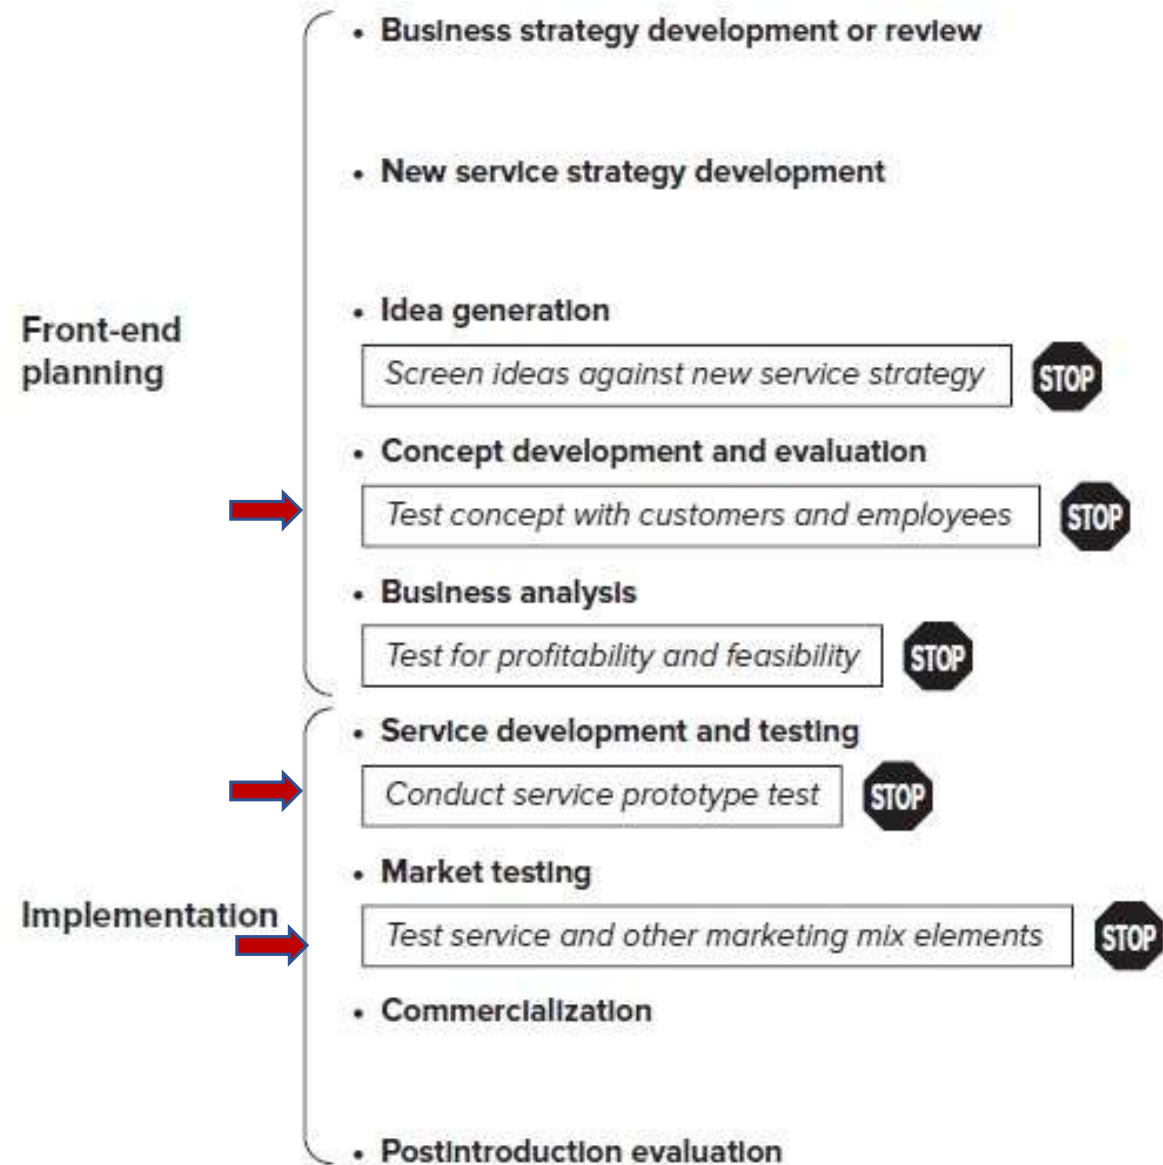 • Business strategy development or review
• New service strategy development
Front-end
planning
• Idea generation
Screen ideas against new service strategy
STOP
• Concept development and evaluation
Test concept with customers and employees
STOP
• Business analysis
Test for profitability and feasibility
STOP
Implementation
• Service development and testing
Conduct service prototype test
STOP
• Market testing
Test service and other marketing mix elements
STOP
• Commercialization
• Postintroduction evaluation